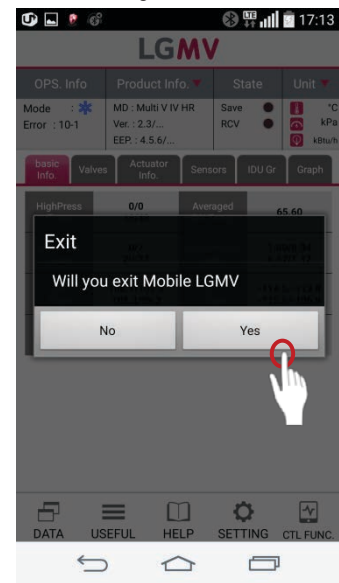 17:13
LGMV
OPS. Info Product Info. State Unit
Mode : MD : Multi V IV HR Save °C
Error : 10-1 Ver. : 2.3/... RCV kPa
EEP. : 4.5.6/... kBtu/h
basic Info. Valves Actuator Info. Sensors IDU Gr Graph
HighPress 0/0 Averaged 65.60
Exit
Will you exit Mobile LGMV
No Yes
DATA USEFUL HELP SETTING CTL FUNC.